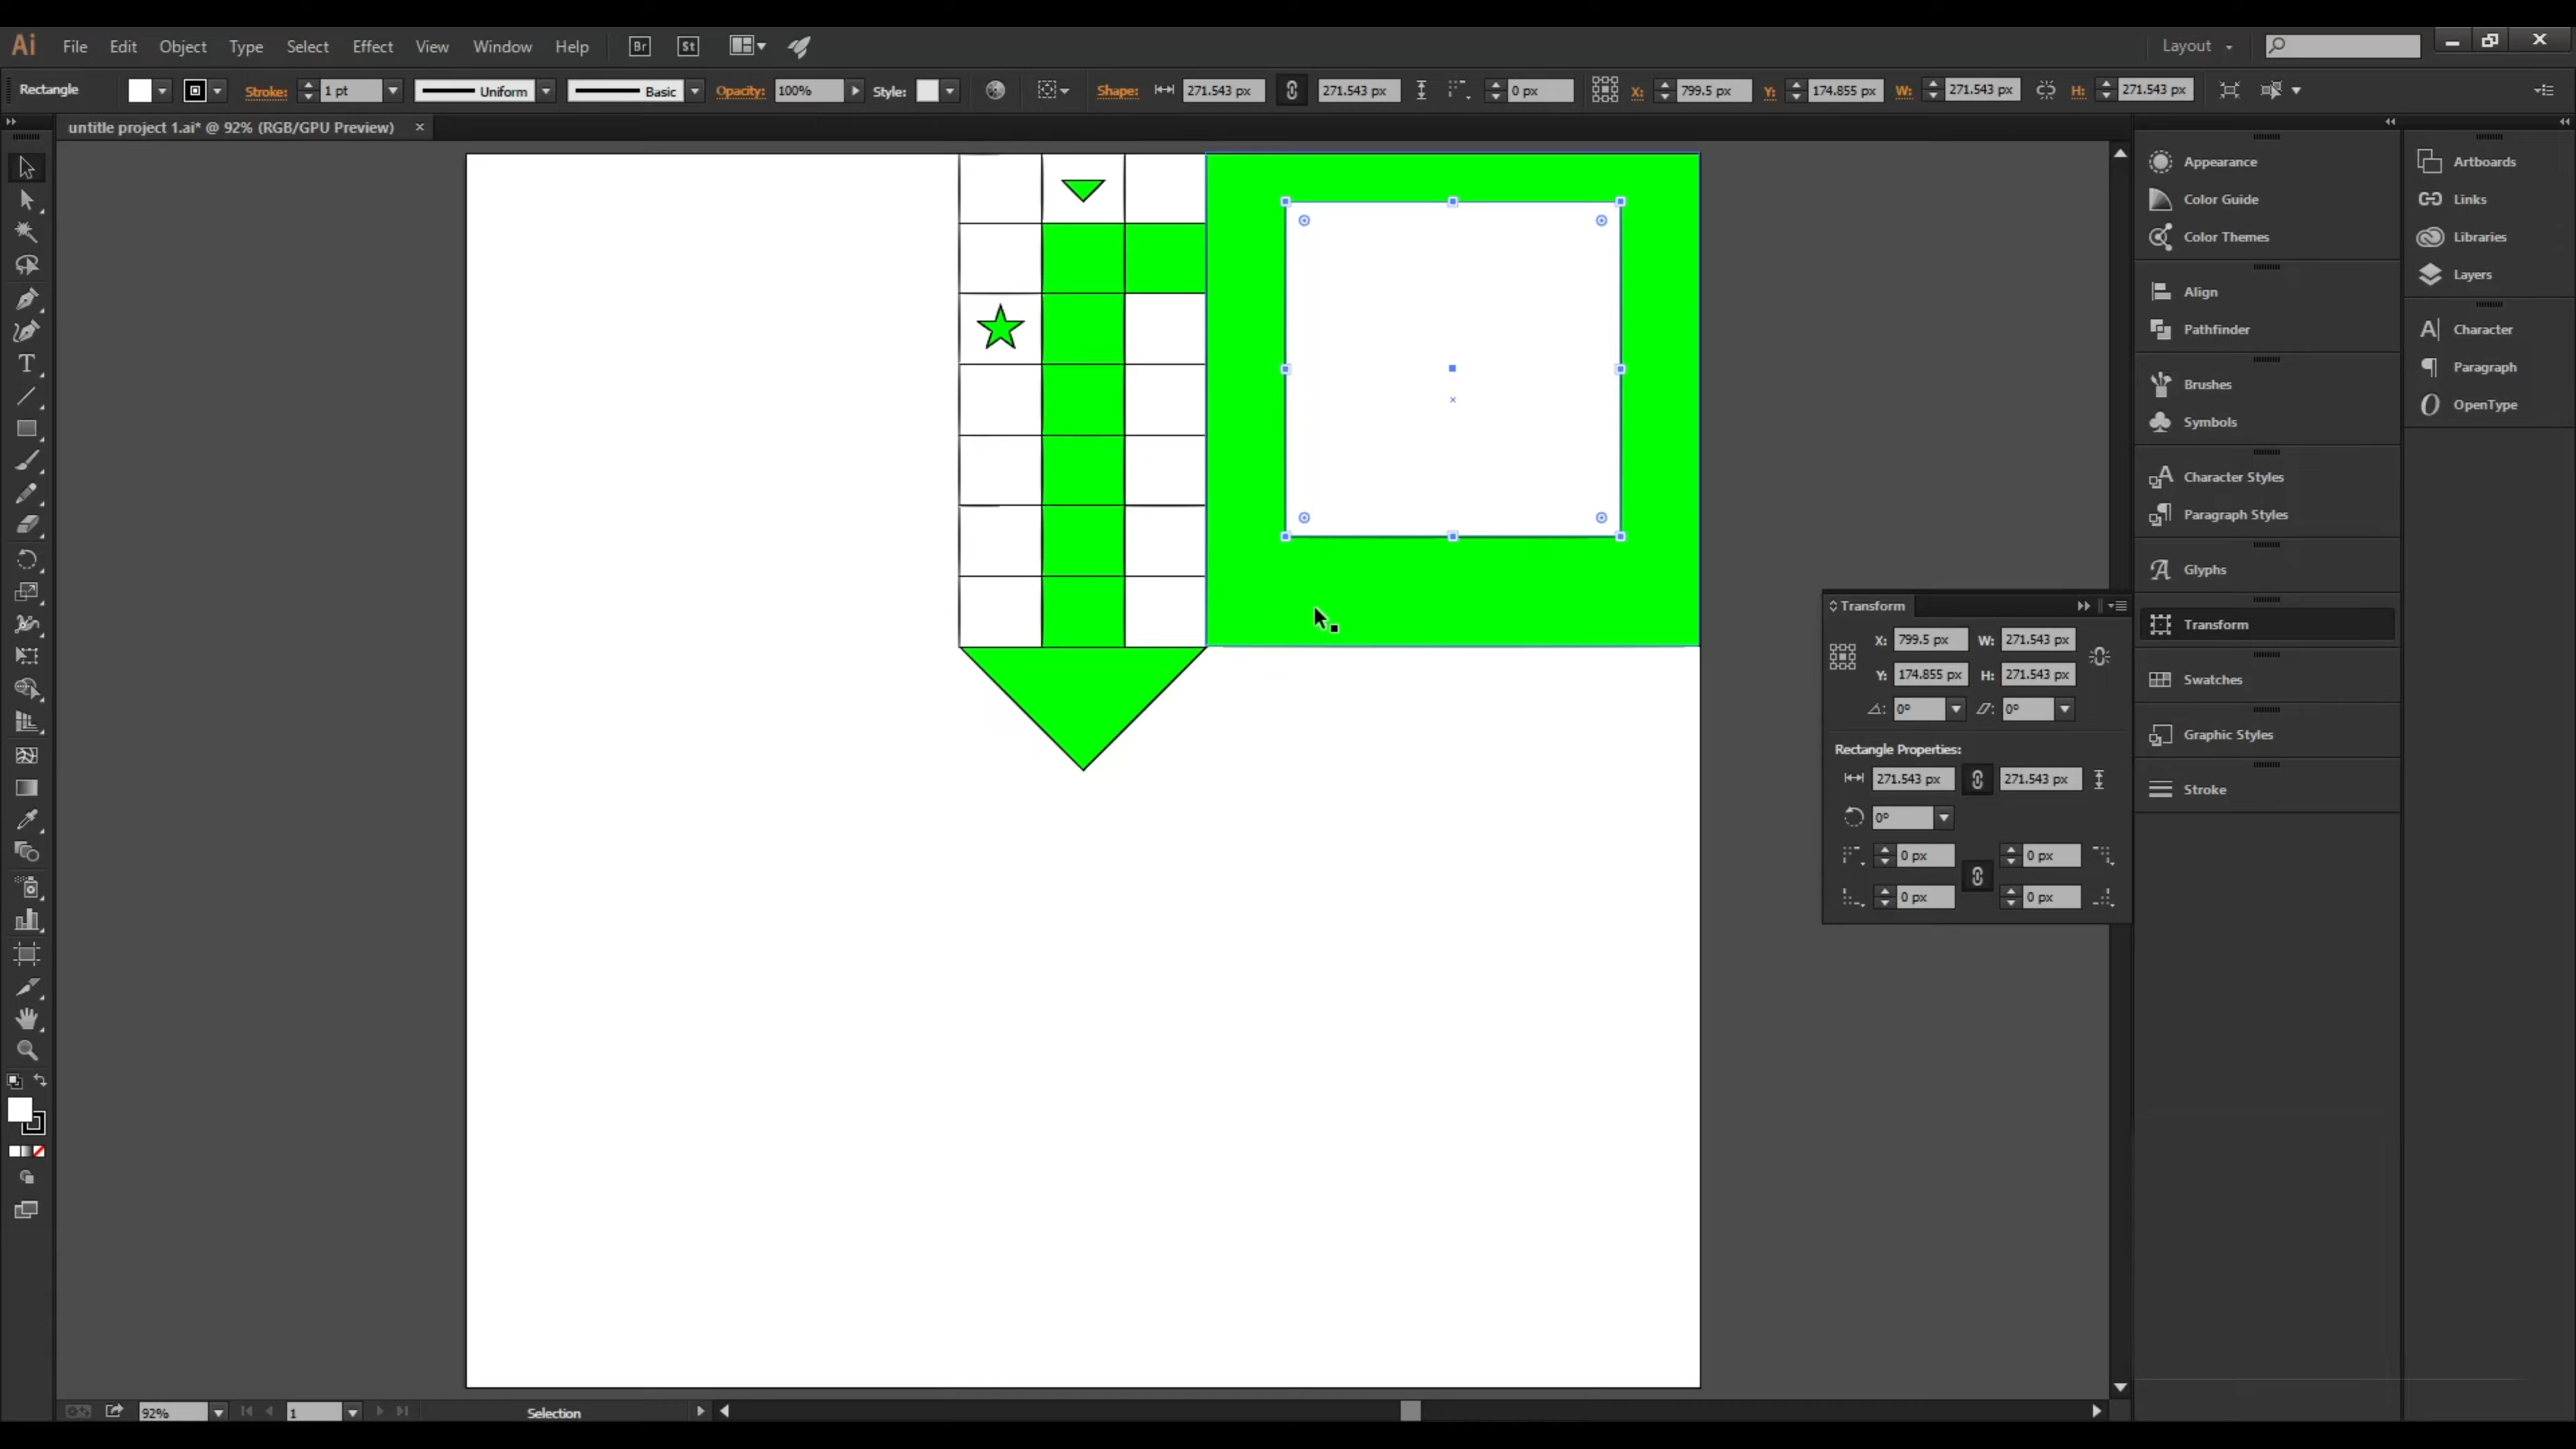 Ai File Edit Object Type Select Effect View Window Help Br St Layout
Rectangle Stroke: 1 pt Uniform Basic Opacity: 100% Style: Shape: 271.543 px 271.543 px 0 px X: 799.5 px Y: 174.855 px W: 271.543 px H: 271.543 px
untitle project 1.ai* @ 92% (RGB/GPU Preview) ×
Appearance
Color Guide
Color Themes
Align
Pathfinder
Brushes
Symbols
Character Styles
Paragraph Styles
Glyphs
Transform
Swatches
Graphic Styles
Stroke
Artboards
Links
Libraries
Layers
Character
Paragraph
OpenType
Transform
X: 799.5 px W: 271.543 px
Y: 174.855 px H: 271.543 px
0° 0°
Rectangle Properties:
271.543 px 271.543 px
0°
0 px 0 px
0 px 0 px
92% 1 Selection